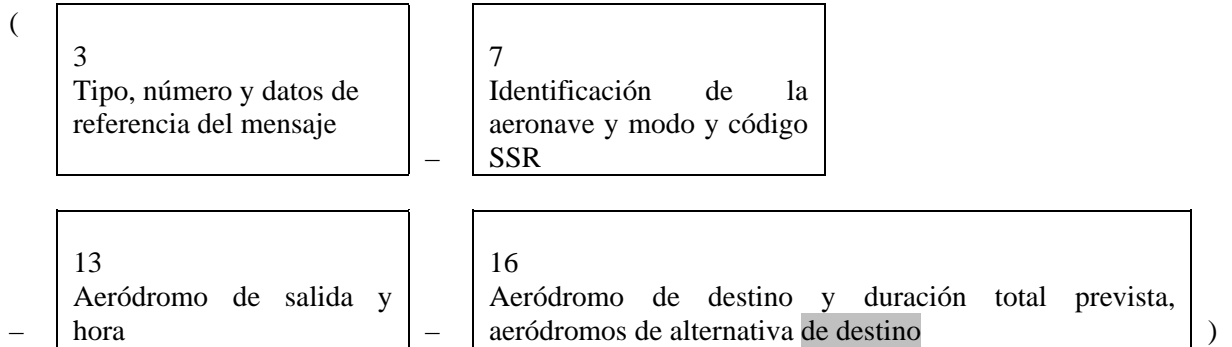 (
3
Tipo, número y datos de
referencia del mensaje
–
7
Identificación de la
aeronave y modo y código
SSR
–
13
Aeródromo de salida y
hora
–
16
Aeródromo de destino y duración total prevista,
aeródromos de alternativa de destino
)